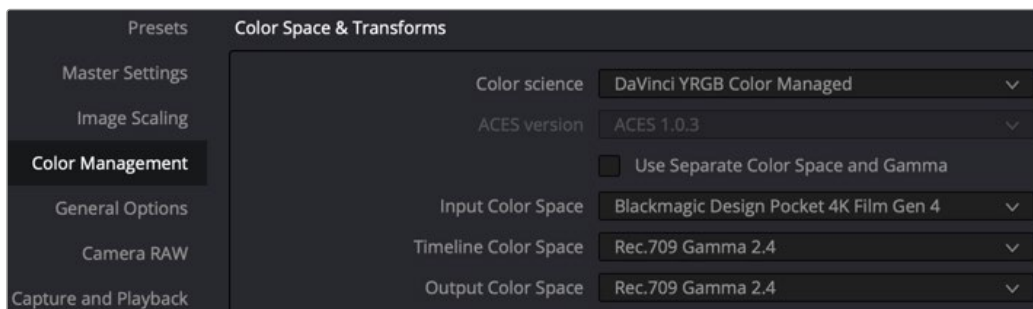 Presets
Master Settings
Image Scaling
Color Management
General Options
Camera RAW
Capture and Playback
Color Space & Transforms
Color science DaVinci YRGB Color Managed
ACES version ACES 1.0.3
Use Separate Color Space and Gamma
Input Color Space Blackmagic Design Pocket 4K Film Gen 4
Timeline Color Space Rec.709 Gamma 2.4
Output Color Space Rec.709 Gamma 2.4